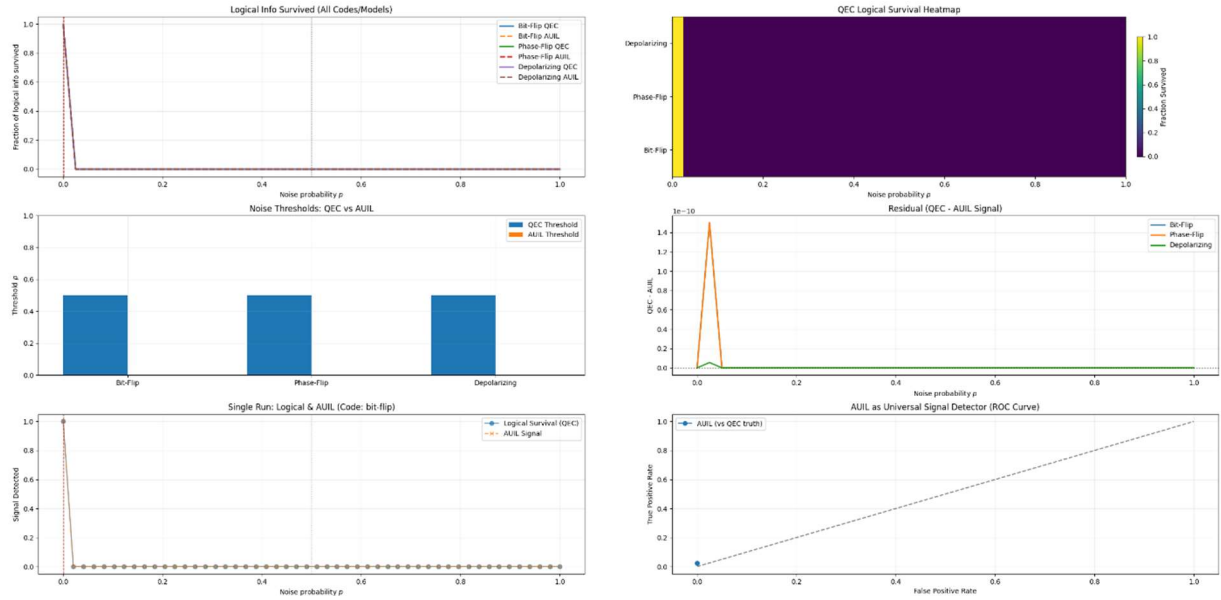 Logical Info Survived (All Codes/Models)
Fraction of logical info survived
1.0
0.8
0.6
0.4
0.2
0.0
Bit-Flip QEC
Bit-Flip AUIL
Phase-Flip QEC
Phase-Flip AUIL
Depolarizing QEC
Depolarizing AUIL
0.0 0.2 0.4 0.6 0.8 1.0
Noise probability p
QEC Logical Survival Heatmap
Depolarizing
Phase-Flip
Bit-Flip
0.0 0.2 0.4 0.6 0.8 1.0
Noise probability p
1.0
0.8
0.6
0.4
0.2
0.0
Fraction Survived
Noise Thresholds: QEC vs AUIL
Threshold p
1.0
0.8
0.6
0.4
0.2
0.0
QEC Threshold
AUIL Threshold
Bit-Flip Phase-Flip Depolarizing
Residual (QEC - AUIL Signal)
1e-10
QEC - AUIL
1.4
1.2
1.0
0.8
0.6
0.4
0.2
0.0
Bit-Flip
Phase-Flip
Depolarizing
0.0 0.2 0.4 0.6 0.8 1.0
Noise probability p
Single Run: Logical & AUIL (Code: bit-flip)
Signal Detected
1.0
0.8
0.6
0.4
0.2
0.0
Logical Survival (QEC)
AUIL Signal
0.0 0.2 0.4 0.6 0.8 1.0
Noise probability p
AUIL as Universal Signal Detector (ROC Curve)
True Positive Rate
1.0
0.8
0.6
0.4
0.2
0.0
AUIL (vs QEC truth)
0.0 0.2 0.4 0.6 0.8 1.0
False Positive Rate